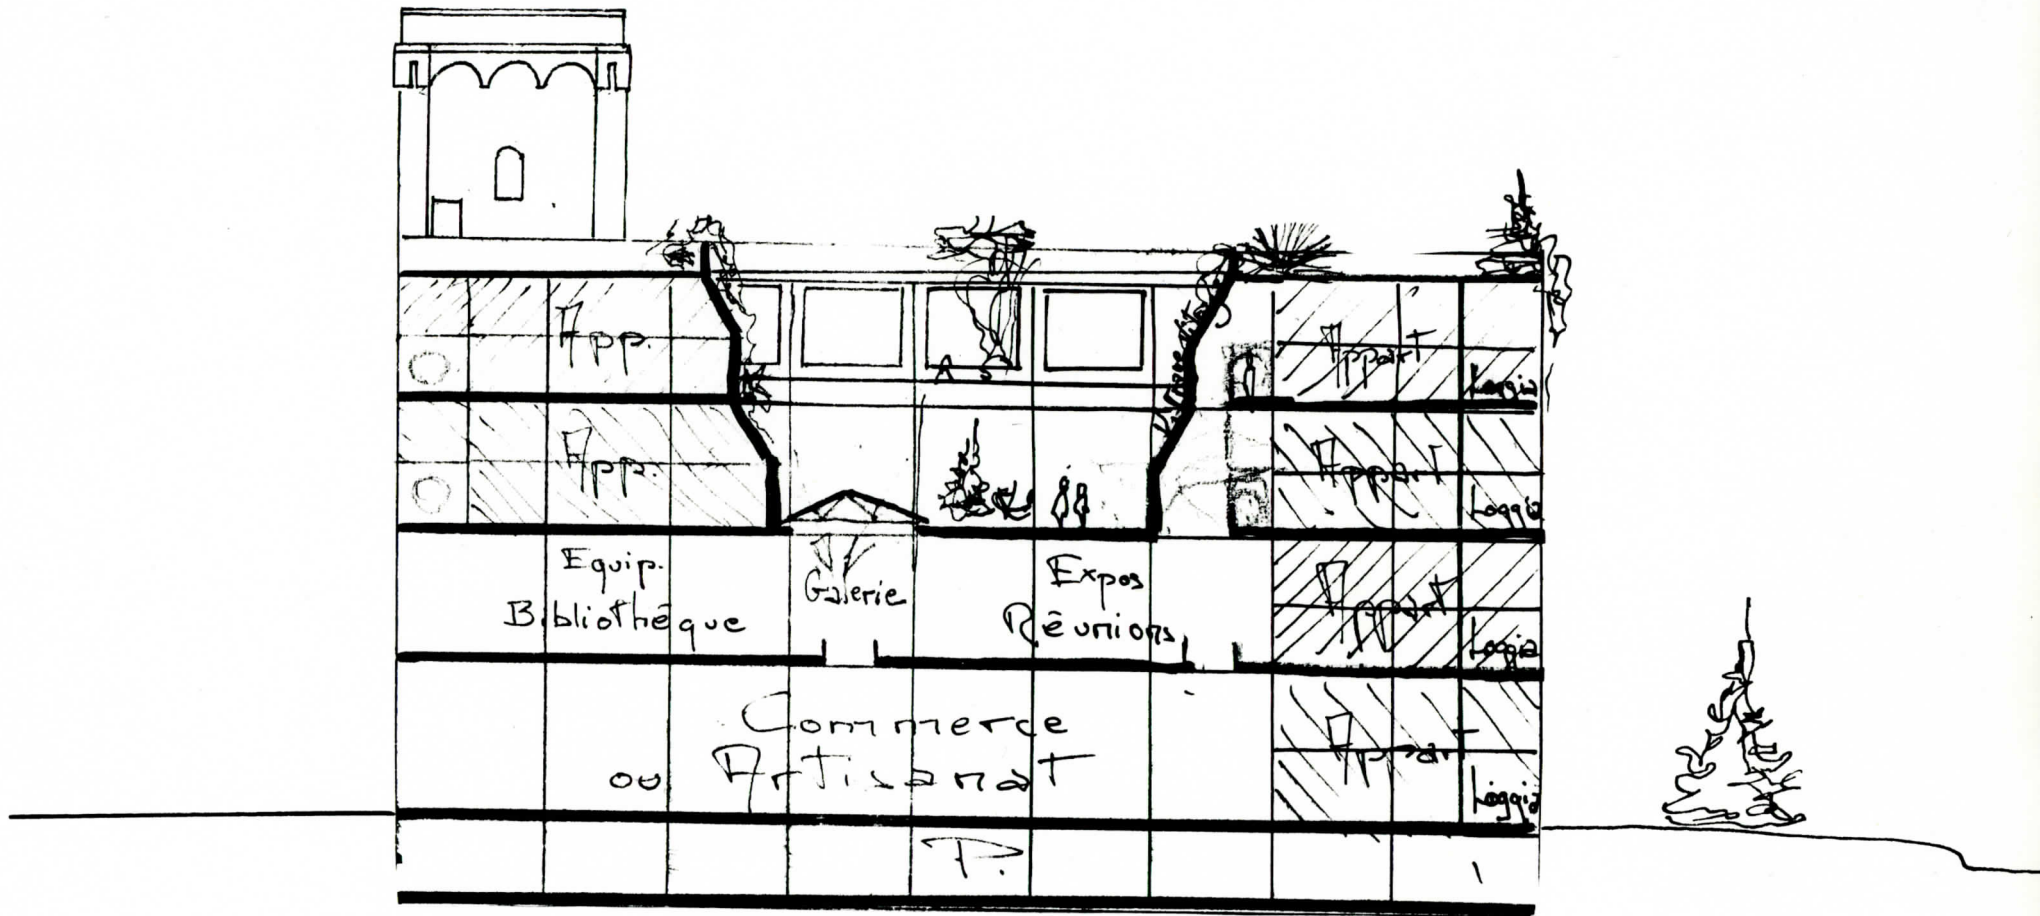 App.
Appart
Loggia
App.
Appart
Loggia
Equip.
Bibliothèque
Galerie
Expos
Réunions
Appart
Loggia
Commerce
ou Artisanat
Appart
Loggia
P.